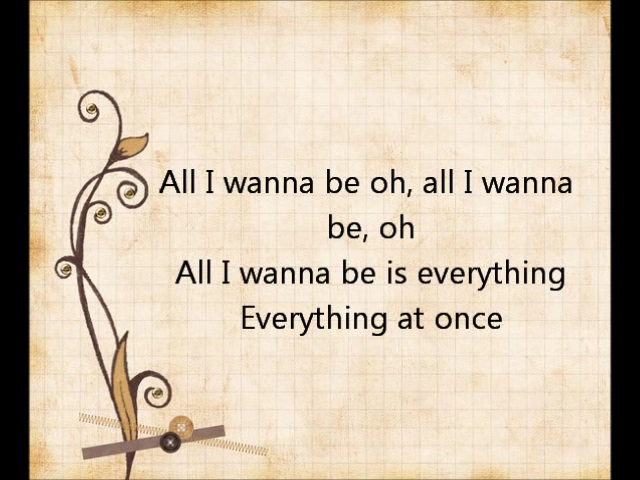 All I wanna be oh, all I wanna
be, oh
All I wanna be is everything
Everything at once